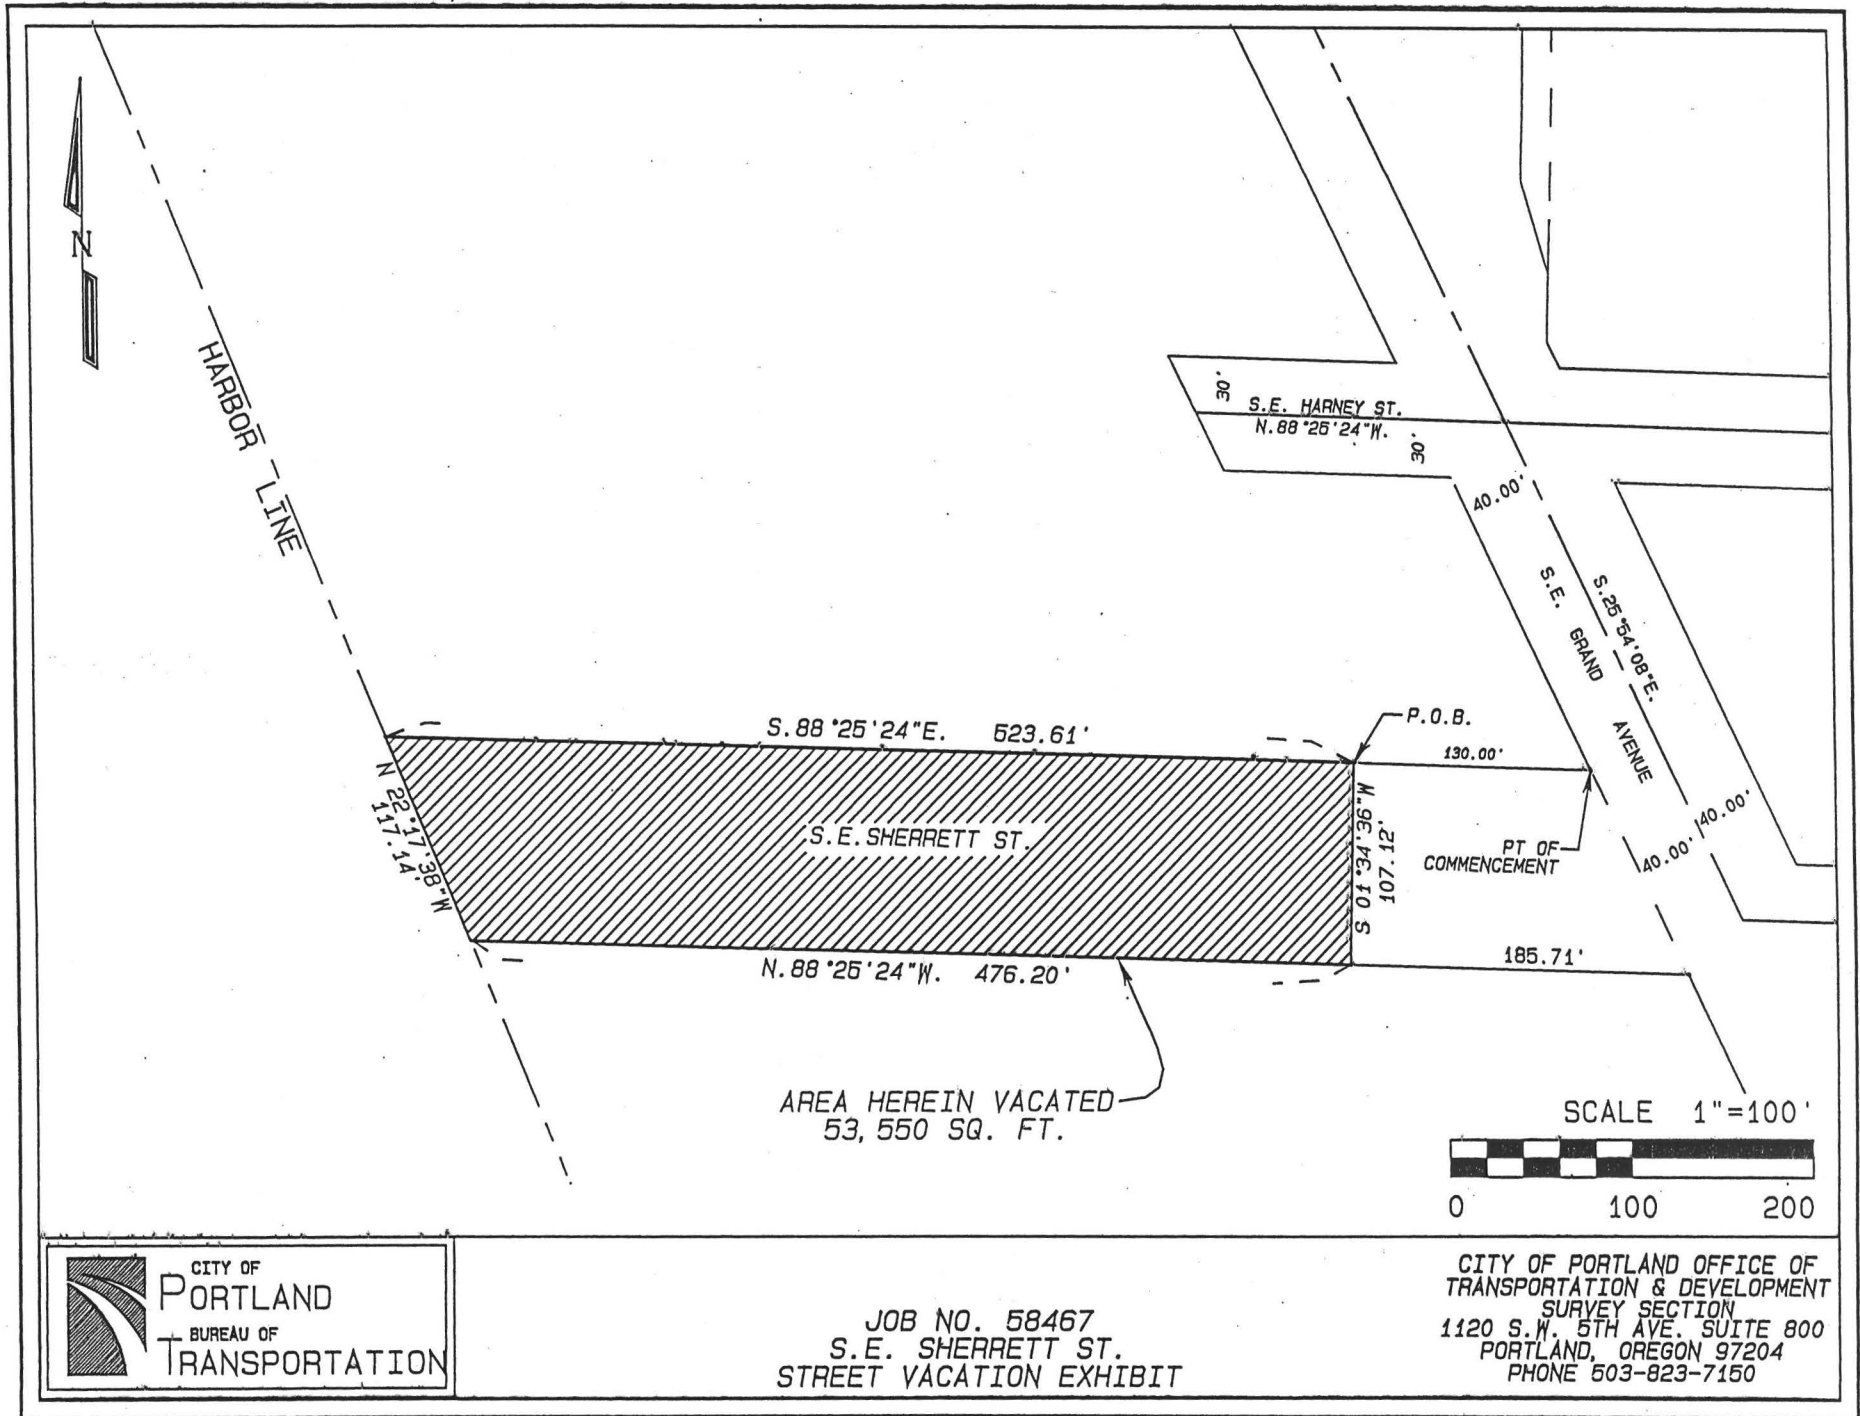 N
HARBOR LINE
30'
S.E. HARNEY ST.
N.88°25'24"W.
30'
40.00'
S.E. GRAND AVENUE
S.25°54'08"E.
S.88°25'24"E. 523.61'
P.O.B.
130.00'
N 22°17'38"W
117.14'
S.E.SHERRETT ST.
S 01°34'36"W
107.12'
PT OF
COMMENCEMENT
40.00'
40.00'
N.88°25'24"W. 476.20'
185.71'
AREA HEREIN VACATED
53,550 SQ. FT.
SCALE 1"=100'
0 100 200
CITY OF
PORTLAND
BUREAU OF
TRANSPORTATION
JOB NO. 58467
S.E. SHERRETT ST.
STREET VACATION EXHIBIT
CITY OF PORTLAND OFFICE OF
TRANSPORTATION & DEVELOPMENT
SURVEY SECTION
1120 S.W. 5TH AVE. SUITE 800
PORTLAND, OREGON 97204
PHONE 503-823-7150